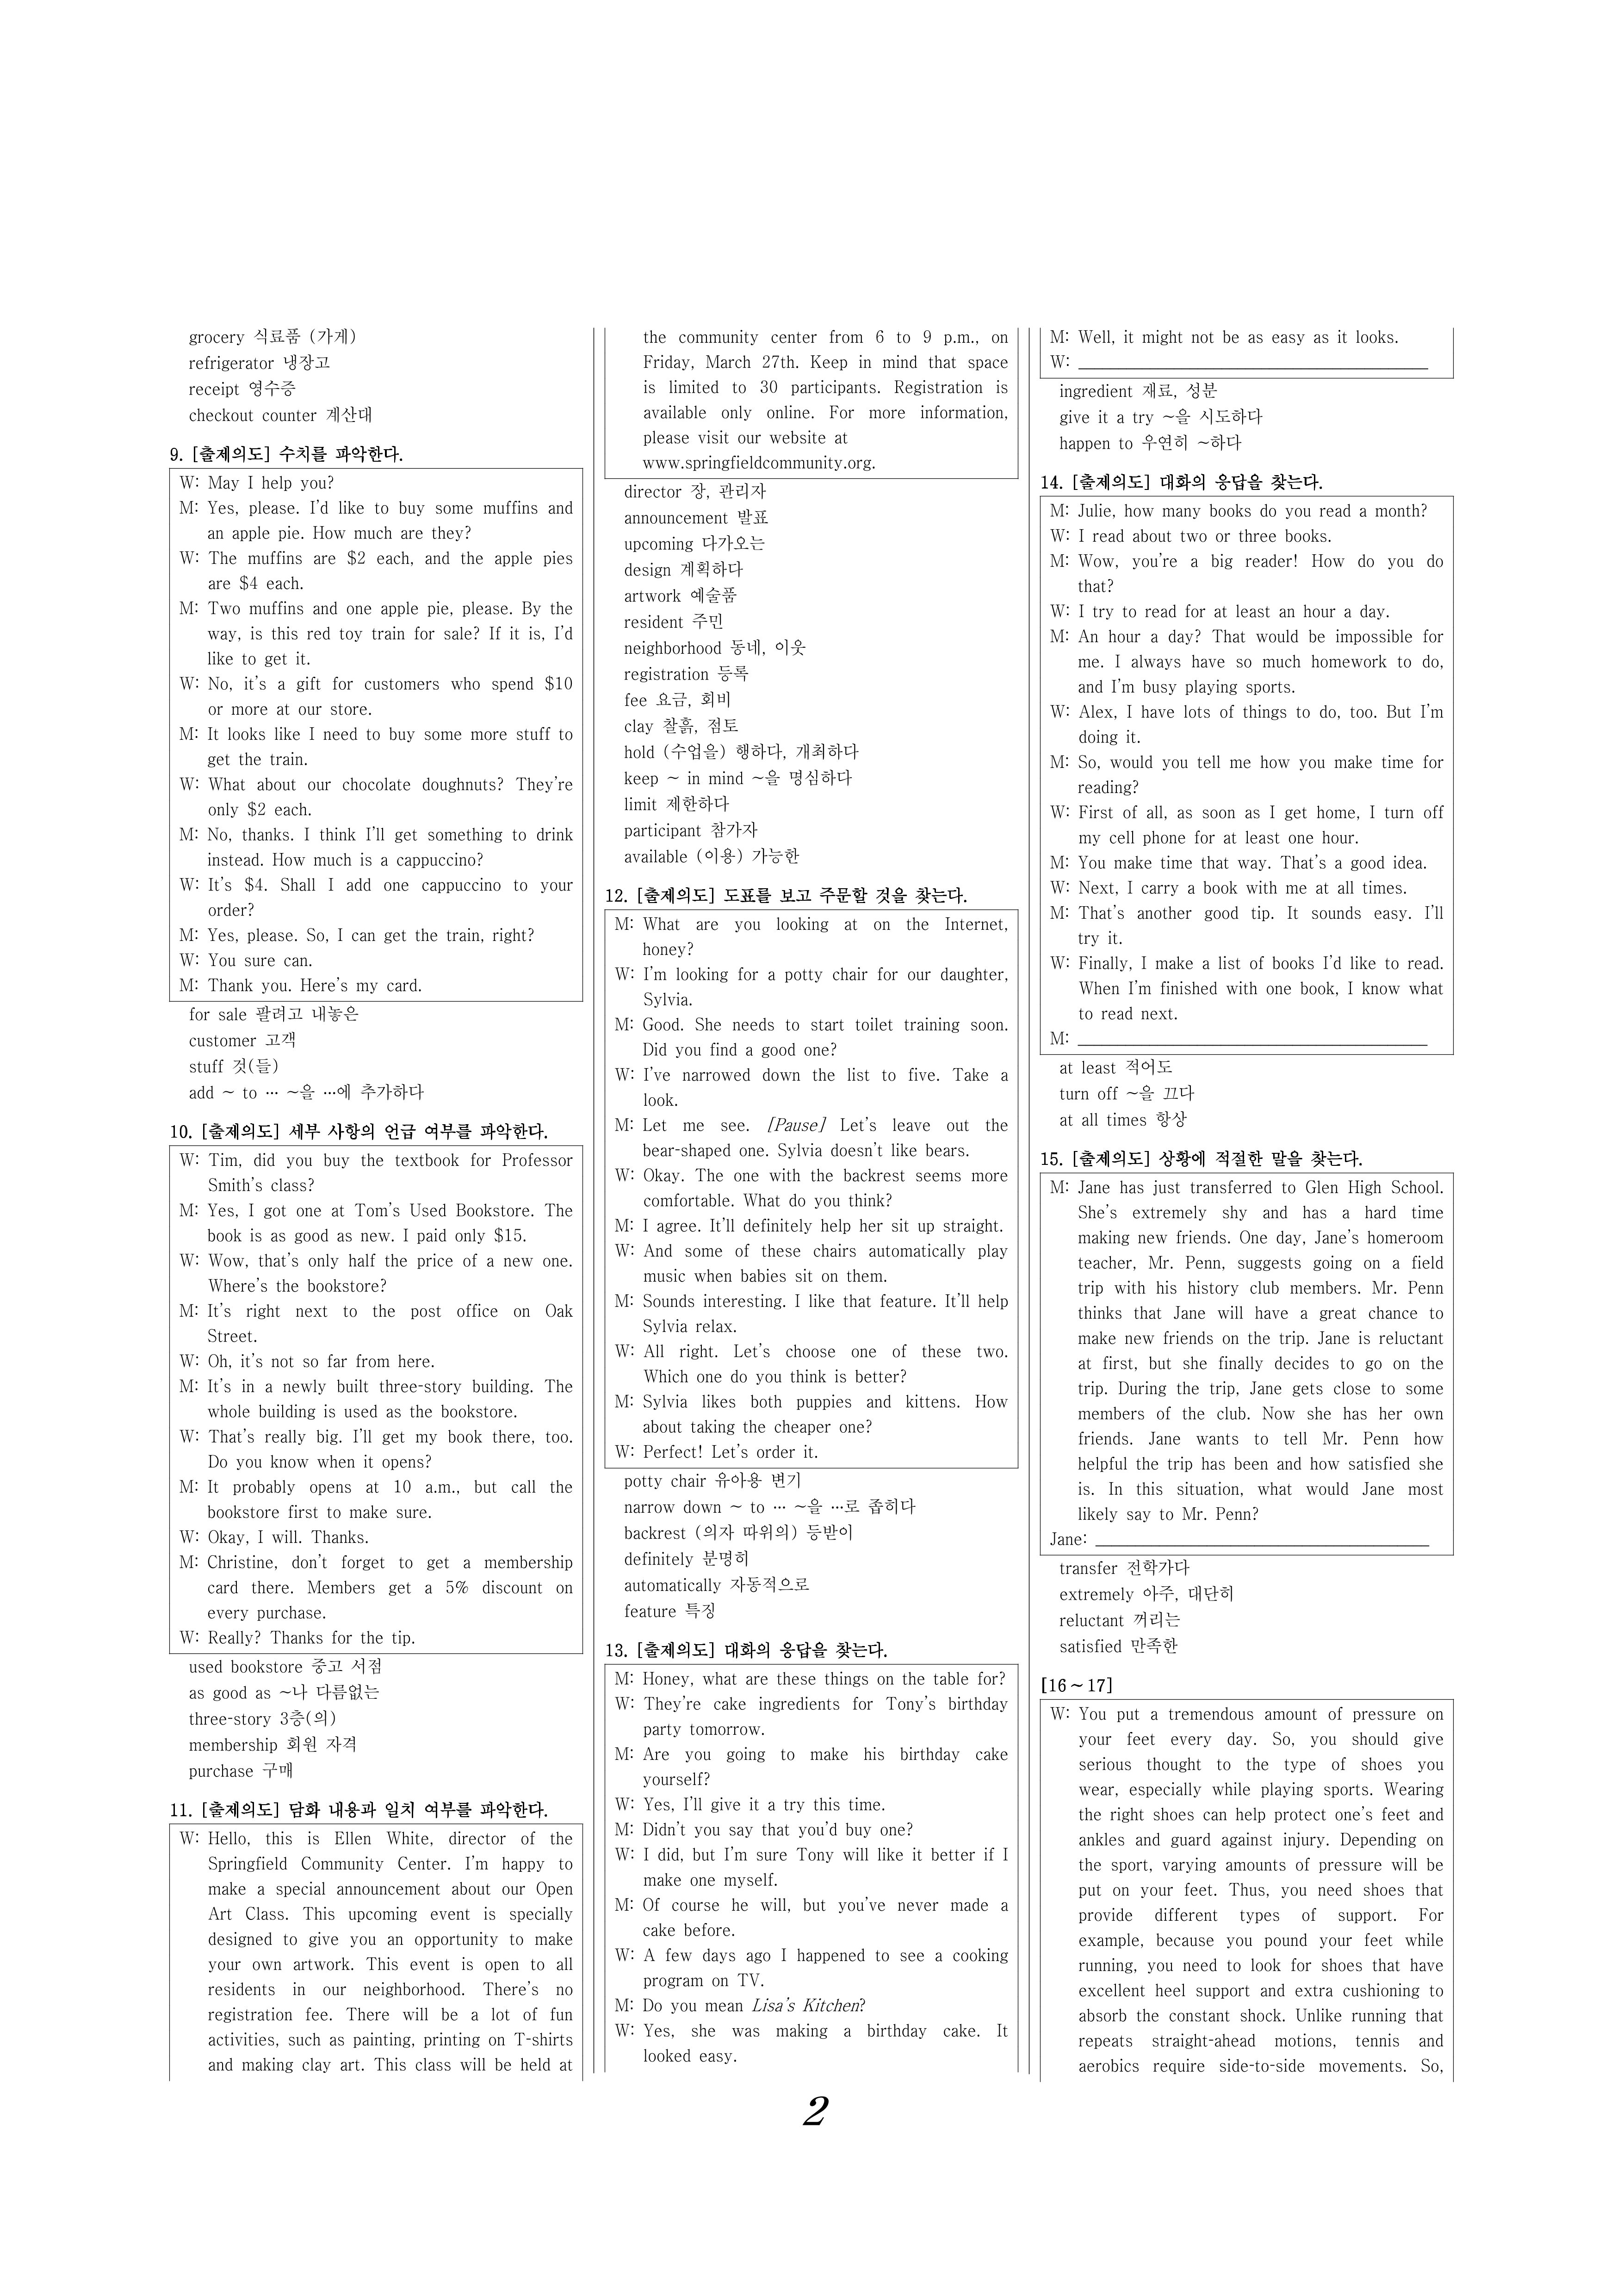 grocery 식료품 (가게)
refrigerator 냉장고
receipt 영수증
checkout counter 계산대
9. [출제의도] 수치를 파악한다.
W: May I help you?
M: Yes, please. I'd like to buy some muffins and
an apple pie. How much are they?
W: The muffins are $2 each, and the apple pies
are $4 each.
M: Two muffins and one apple pie, please. By the
way, is this red toy train for sale? If it is, I'd
like to get it.
W: No, it's a gift for customers who spend $10
or more at our store.
M: It looks like I need to buy some more stuff to
get the train.
W: What about our chocolate doughnuts? They're
only $2 each.
M: No, thanks. I think I'll get something to drink
instead. How much is a cappuccino?
W: It's $4. Shall I add one cappuccino to your
order?
M: Yes, please. So, I can get the train, right?
W: You sure can.
M: Thank you. Here's my card.
for sale 팔려고 내놓은
customer 고객
stuff 것(들)
add ~ to … ~을 …에 추가하다
10. [출제의도] 세부 사항의 언급 여부를 파악한다.
W: Tim, did you buy the textbook for Professor
Smith's class?
M: Yes, I got one at Tom's Used Bookstore. The
book is as good as new. I paid only $15.
W: Wow, that's only half the price of a new one.
Where's the bookstore?
M: It's right next to the post office on Oak
Street.
W: Oh, it's not so far from here.
M: It's in a newly built three-story building. The
whole building is used as the bookstore.
W: That's really big. I'll get my book there, too.
Do you know when it opens?
M: It probably opens at 10 a.m., but call the
bookstore first to make sure.
W: Okay, I will. Thanks.
M: Christine, don't forget to get a membership
card there. Members get a 5% discount on
every purchase.
W: Really? Thanks for the tip.
used bookstore 중고 서점
as good as ~나 다름없는
three-story 3층(의)
membership 회원 자격
purchase 구매
11. [출제의도] 담화 내용과 일치 여부를 파악한다.
W: Hello, this is Ellen White, director of the
Springfield Community Center. I'm happy to
make a special announcement about our Open
Art Class. This upcoming event is specially
designed to give you an opportunity to make
your own artwork. This event is open to all
residents in our neighborhood. There's no
registration fee. There will be a lot of fun
activities, such as painting, printing on T-shirts
and making clay art. This class will be held at
the community center from 6 to 9 p.m., on
Friday, March 27th. Keep in mind that space
is limited to 30 participants. Registration is
available only online. For more information,
please visit our website at
www.springfieldcommunity.org.
director 장, 관리자
announcement 발표
upcoming 다가오는
design 계획하다
artwork 예술품
resident 주민
neighborhood 동네, 이웃
registration 등록
fee 요금, 회비
clay 찰흙, 점토
hold (수업을) 행하다, 개최하다
keep ~ in mind ~을 명심하다
limit 제한하다
participant 참가자
available (이용) 가능한
12. [출제의도] 도표를 보고 주문할 것을 찾는다.
M: What are you looking at on the Internet,
honey?
W: I'm looking for a potty chair for our daughter,
Sylvia.
M: Good. She needs to start toilet training soon.
Did you find a good one?
W: I've narrowed down the list to five. Take a
look.
M: Let me see. [Pause] Let's leave out the
bear-shaped one. Sylvia doesn't like bears.
W: Okay. The one with the backrest seems more
comfortable. What do you think?
M: I agree. It'll definitely help her sit up straight.
W: And some of these chairs automatically play
music when babies sit on them.
M: Sounds interesting. I like that feature. It'll help
Sylvia relax.
W: All right. Let's choose one of these two.
Which one do you think is better?
M: Sylvia likes both puppies and kittens. How
about taking the cheaper one?
W: Perfect! Let's order it.
potty chair 유아용 변기
narrow down ~ to … ~을 …로 좁히다
backrest (의자 따위의) 등받이
definitely 분명히
automatically 자동적으로
feature 특징
13. [출제의도] 대화의 응답을 찾는다.
M: Honey, what are these things on the table for?
W: They're cake ingredients for Tony's birthday
party tomorrow.
M: Are you going to make his birthday cake
yourself?
W: Yes, I'll give it a try this time.
M: Didn't you say that you'd buy one?
W: I did, but I'm sure Tony will like it better if I
make one myself.
M: Of course he will, but you've never made a
cake before.
W: A few days ago I happened to see a cooking
program on TV.
M: Do you mean Lisa's Kitchen?
W: Yes, she was making a birthday cake. It
looked easy.
M: Well, it might not be as easy as it looks.
W:
ingredient 재료, 성분
give it a try ~을 시도하다
happen to 우연히 ~하다
14. [출제의도] 대화의 응답을 찾는다.
M: Julie, how many books do you read a month?
W: I read about two or three books.
M: Wow, you're a big reader! How do you do
that?
W: I try to read for at least an hour a day.
M: An hour a day? That would be impossible for
me. I always have so much homework to do,
and I'm busy playing sports.
W: Alex, I have lots of things to do, too. But I'm
doing it.
M: So, would you tell me how you make time for
reading?
W: First of all, as soon as I get home, I turn off
my cell phone for at least one hour.
M: You make time that way. That's a good idea.
W: Next, I carry a book with me at all times.
M: That's another good tip. It sounds easy. I'll
try it.
W: Finally, I make a list of books I'd like to read.
When I'm finished with one book, I know what
to read next.
M:
at least 적어도
turn off ~을 끄다
at all times 항상
15. [출제의도] 상황에 적절한 말을 찾는다.
M: Jane has just transferred to Glen High School.
She's extremely shy and has a hard time
making new friends. One day, Jane's homeroom
teacher, Mr. Penn, suggests going on a field
trip with his history club members. Mr. Penn
thinks that Jane will have a great chance to
make new friends on the trip. Jane is reluctant
at first, but she finally decides to go on the
trip. During the trip, Jane gets close to some
members of the club. Now she has her own
friends. Jane wants to tell Mr. Penn how
helpful the trip has been and how satisfied she
is. In this situation, what would Jane most
likely say to Mr. Penn?
Jane:
transfer 전학가다
extremely 아주, 대단히
reluctant 꺼리는
satisfied 만족한
[16～17]
W: You put a tremendous amount of pressure on
your feet every day. So, you should give
serious thought to the type of shoes you
wear, especially while playing sports. Wearing
the right shoes can help protect one's feet and
ankles and guard against injury. Depending on
the sport, varying amounts of pressure will be
put on your feet. Thus, you need shoes that
provide different types of support. For
example, because you pound your feet while
running, you need to look for shoes that have
excellent heel support and extra cushioning to
absorb the constant shock. Unlike running that
repeats straight-ahead motions, tennis and
aerobics require side-to-side movements. So,
2